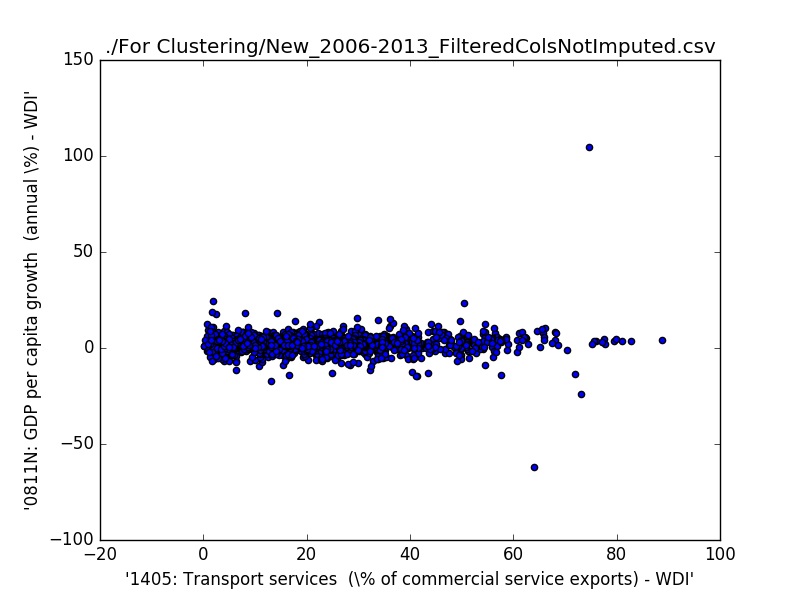 ./For Clustering/New_2006-2013_FilteredColsNotImputed.csv
150
100
50
0
−50
−100
−20 0 20 40 60 80 100
'0811N: GDP per capita growth  (annual \%) - WDI'
'1405: Transport services  (\% of commercial service exports) - WDI'